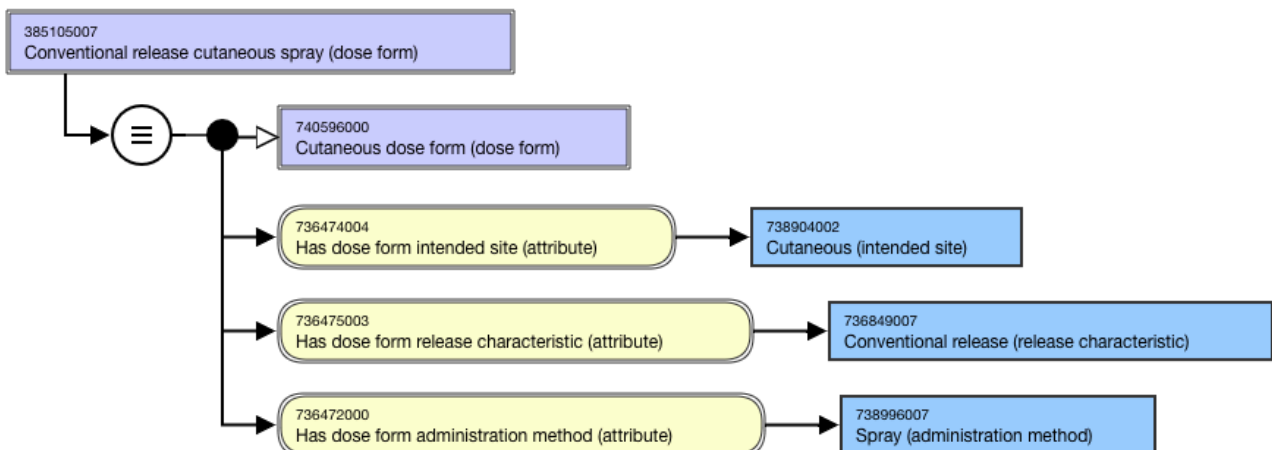 385105007
Conventional release cutaneous spray (dose form)
740596000
Cutaneous dose form (dose form)
736474004
Has dose form intended site (attribute)
738904002
Cutaneous (intended site)
736475003
Has dose form release characteristic (attribute)
736849007
Conventional release (release characteristic)
736472000
Has dose form administration method (attribute)
738996007
Spray (administration method)